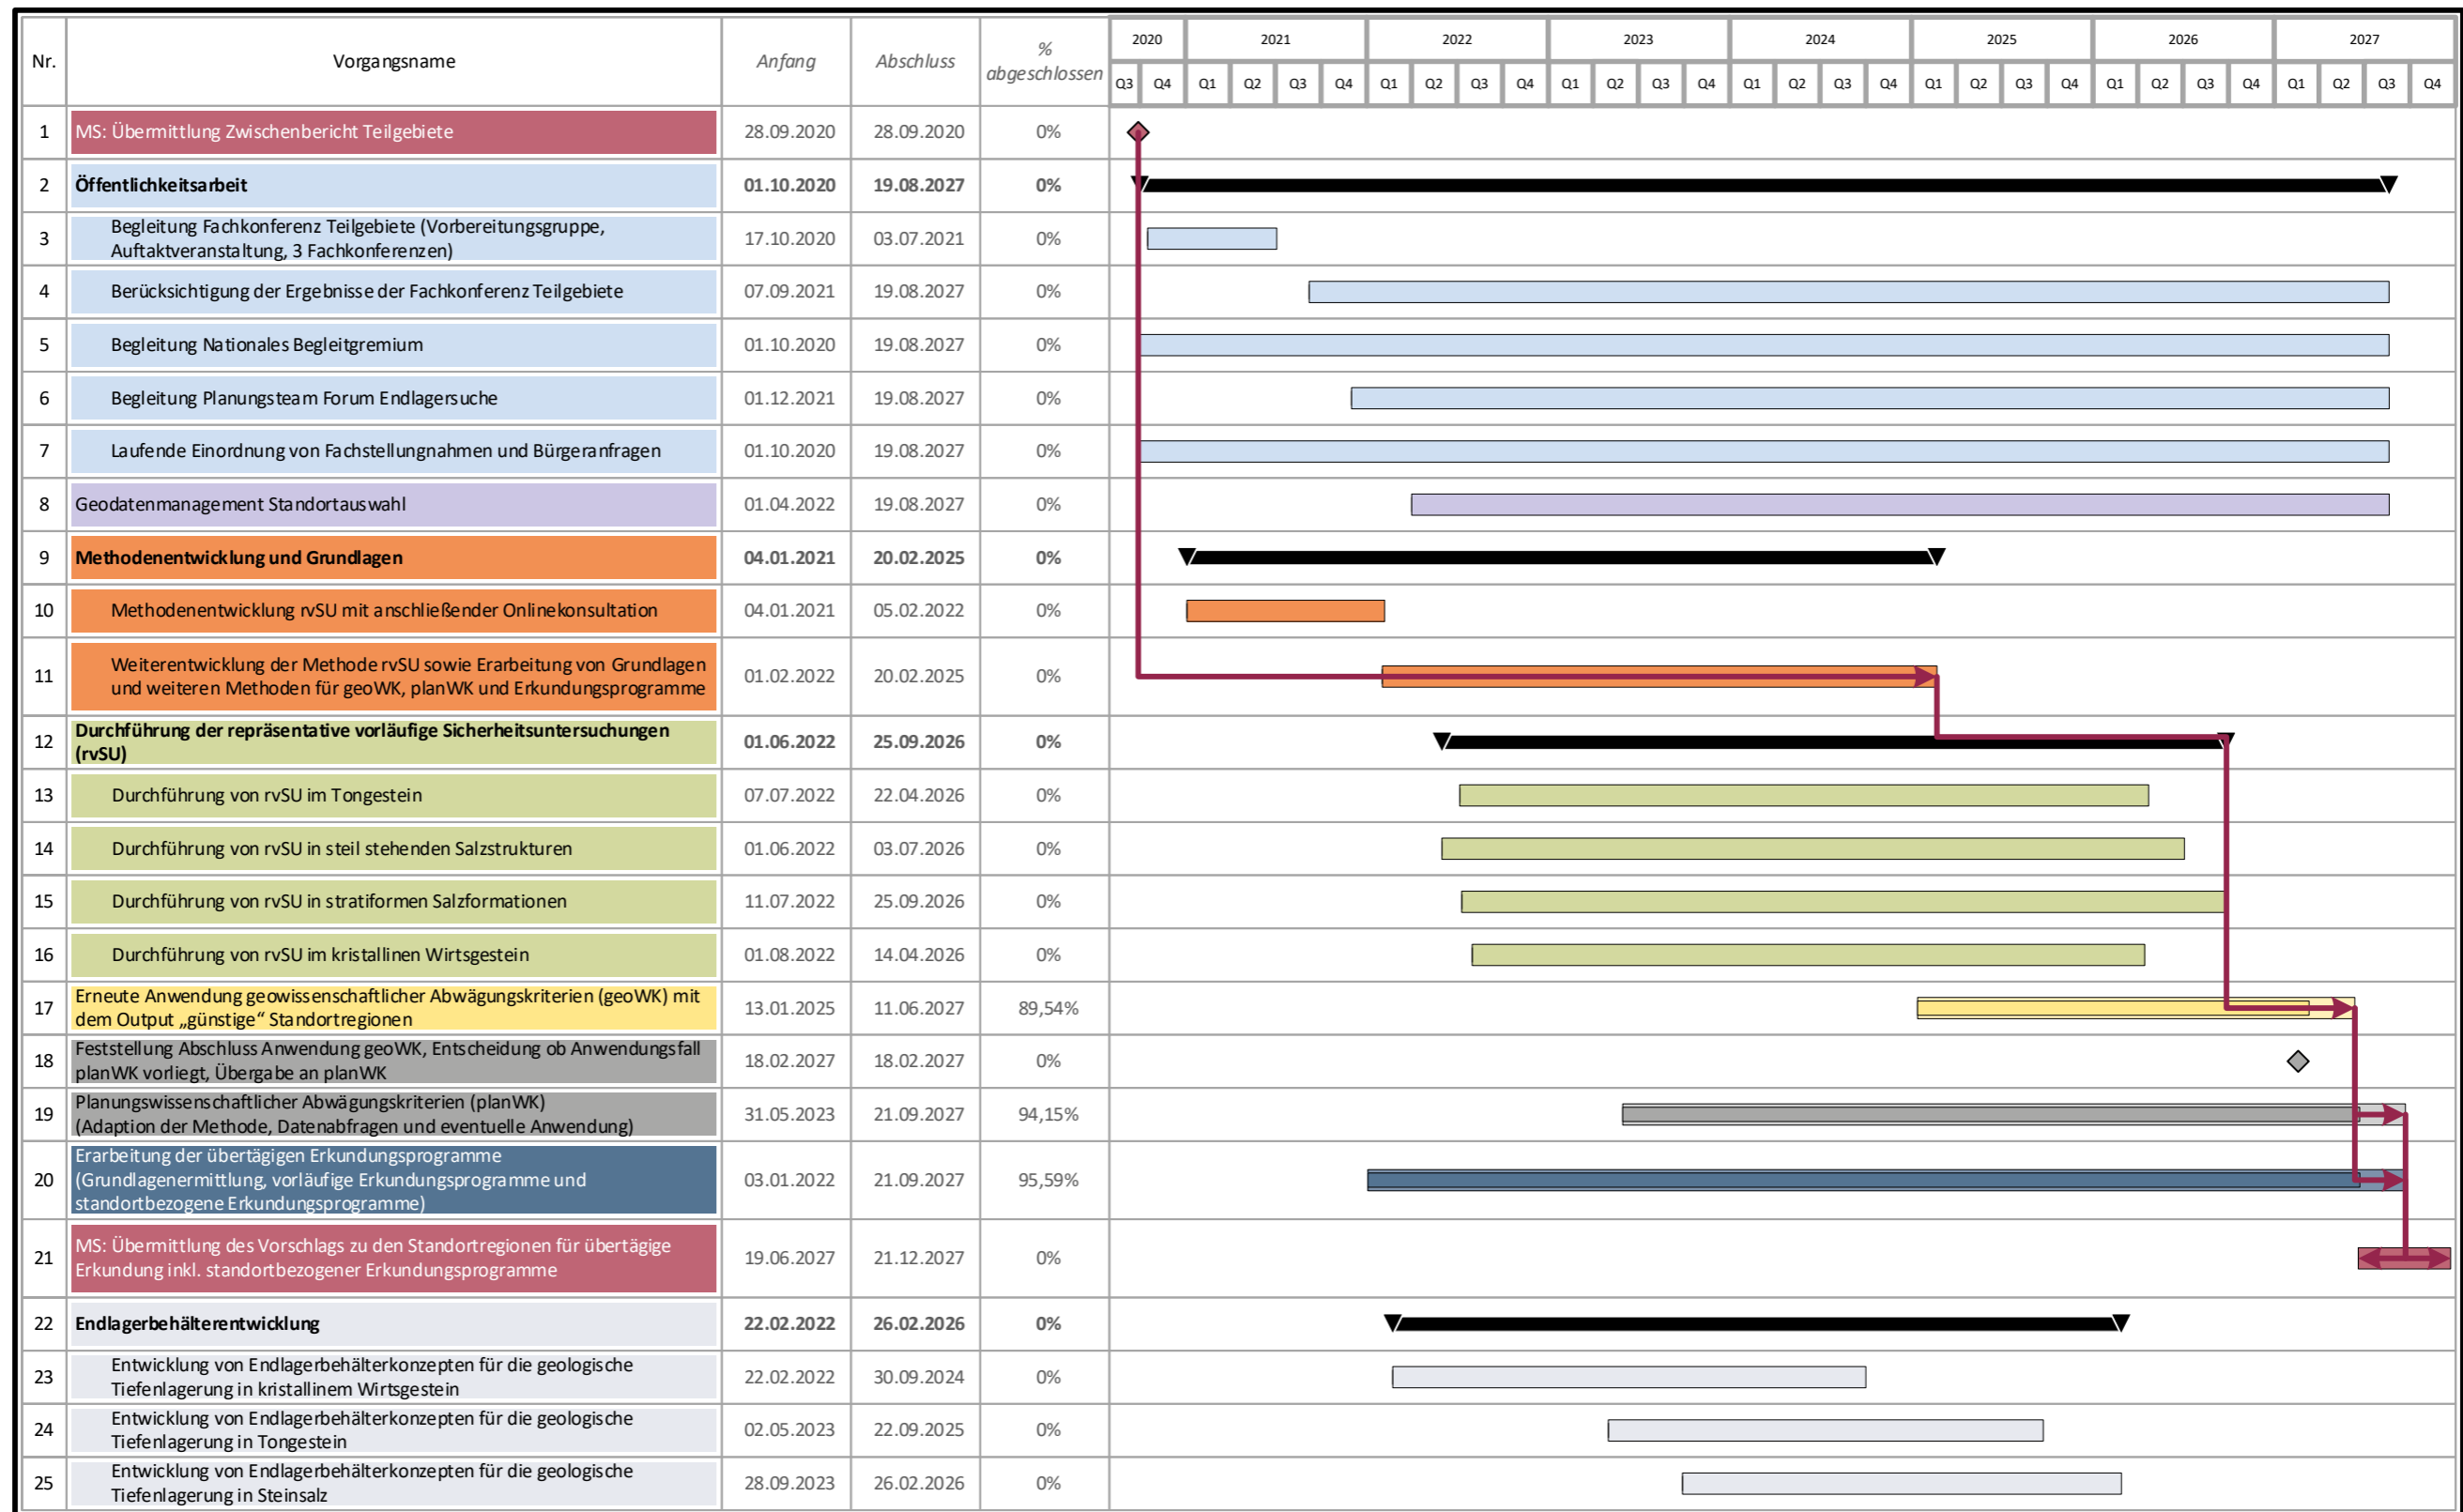 Nr. Vorgangsname Anfang Abschluss % abgeschlossen 2020 2021 2022 2023 2024 2025 2026 2027
Q3 Q4 Q1 Q2 Q3 Q4 Q1 Q2 Q3 Q4 Q1 Q2 Q3 Q4 Q1 Q2 Q3 Q4 Q1 Q2 Q3 Q4 Q1 Q2 Q3 Q4 Q1 Q2 Q3 Q4
1 MS: Übermittlung Zwischenbericht Teilgebiete 28.09.2020 28.09.2020 0%
2 Öffentlichkeitsarbeit 01.10.2020 19.08.2027 0%
3 Begleitung Fachkonferenz Teilgebiete (Vorbereitungsgruppe,
Auftaktveranstaltung, 3 Fachkonferenzen) 17.10.2020 03.07.2021 0%
4 Berücksichtigung der Ergebnisse der Fachkonferenz Teilgebiete 07.09.2021 19.08.2027 0%
5 Begleitung Nationales Begleitgremium 01.10.2020 19.08.2027 0%
6 Begleitung Planungsteam Forum Endlagersuche 01.12.2021 19.08.2027 0%
7 Laufende Einordnung von Fachstellungnahmen und Bürgeranfragen 01.10.2020 19.08.2027 0%
8 Geodatenmanagement Standortauswahl 01.04.2022 19.08.2027 0%
9 Methodenentwicklung und Grundlagen 04.01.2021 20.02.2025 0%
10 Methodenentwicklung rvSU mit anschließender Onlinekonsultation 04.01.2021 05.02.2022 0%
11 Weiterentwicklung der Methode rvSU sowie Erarbeitung von Grundlagen
und weiteren Methoden für geoWK, planWK und Erkundungsprogramme 01.02.2022 20.02.2025 0%
12 Durchführung der repräsentative vorläufige Sicherheitsuntersuchungen
(rvSU) 01.06.2022 25.09.2026 0%
13 Durchführung von rvSU im Tongestein 07.07.2022 22.04.2026 0%
14 Durchführung von rvSU in steil stehenden Salzstrukturen 01.06.2022 03.07.2026 0%
15 Durchführung von rvSU in stratiformen Salzformationen 11.07.2022 25.09.2026 0%
16 Durchführung von rvSU im kristallinen Wirtsgestein 01.08.2022 14.04.2026 0%
17 Erneute Anwendung geowissenschaftlicher Abwägungskriterien (geoWK) mit
dem Output „günstige“ Standortregionen 13.01.2025 11.06.2027 89,54%
18 Feststellung Abschluss Anwendung geoWK, Entscheidung ob Anwendungsfall
planWK vorliegt, Übergabe an planWK 18.02.2027 18.02.2027 0%
19 Planungswissenschaftlicher Abwägungskriterien (planWK)
(Adaption der Methode, Datenabfragen und eventuelle Anwendung) 31.05.2023 21.09.2027 94,15%
20 Erarbeitung der übertägigen Erkundungsprogramme
(Grundlagenermittlung, vorläufige Erkundungsprogramme und
standortbezogene Erkundungsprogramme) 03.01.2022 21.09.2027 95,59%
21 MS: Übermittlung des Vorschlags zu den Standortregionen für übertägige
Erkundung inkl. standortbezogener Erkundungsprogramme 19.06.2027 21.12.2027 0%
22 Endlagerbehälterentwicklung 22.02.2022 26.02.2026 0%
23 Entwicklung von Endlagerbehälterkonzepten für die geologische
Tiefenlagerung in kristallinem Wirtsgestein 22.02.2022 30.09.2024 0%
24 Entwicklung von Endlagerbehälterkonzepten für die geologische
Tiefenlagerung in Tongestein 02.05.2023 22.09.2025 0%
25 Entwicklung von Endlagerbehälterkonzepten für die geologische
Tiefenlagerung in Steinsalz 28.09.2023 26.02.2026 0%